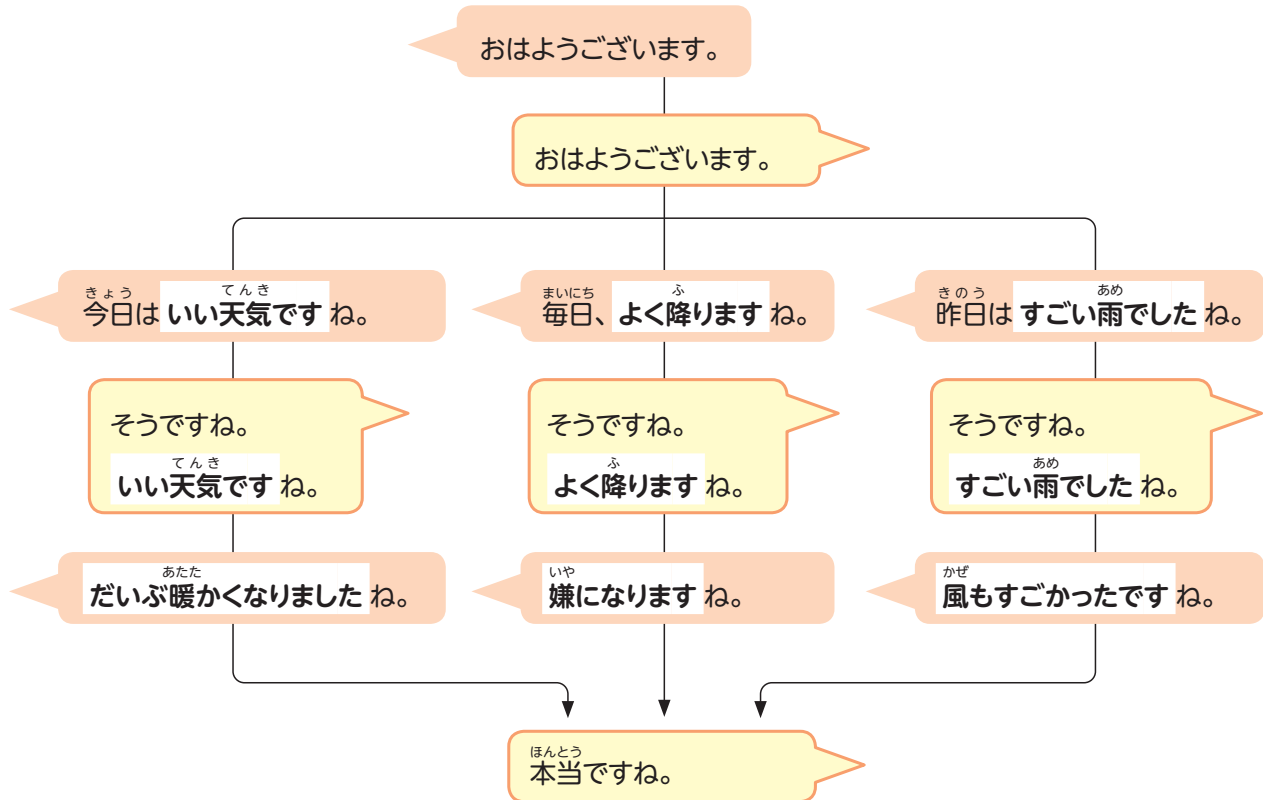 おはようございます。
おはようございます。
きょう てんき
今日は いい天気です ね。
そうですね。
てんき
いい天気です ね。
あたた
だいぶ暖かくなりました ね。
まいにち ふ
毎日、 よく降ります ね。
そうですね。
ふ
よく降ります ね。
いや
嫌になります ね。
きのう あめ
昨日は すごい雨でした ね。
そうですね。
あめ
すごい雨でした ね。
かぜ
風もすごかったです ね。
ほんとう
本当ですね。